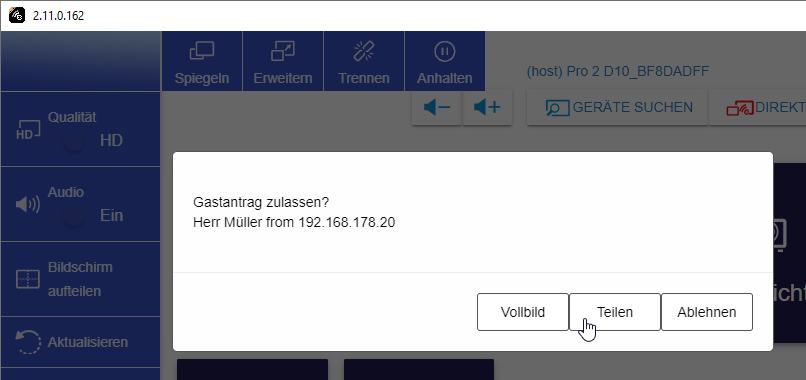 2.11.0.162
Spiegeln
Erweitern
Trennen
Anhalten
(host) Pro 2 D10_BF8DADFF
GERÄTE SUCHEN
DIREKT
Qualität
HD
HD
Audio
Ein
Bildschirm
aufteilen
Aktualisieren
Gastantrag zulassen?
Herr Müller from 192.168.178.20
Vollbild
Teilen
Ablehnen
icht